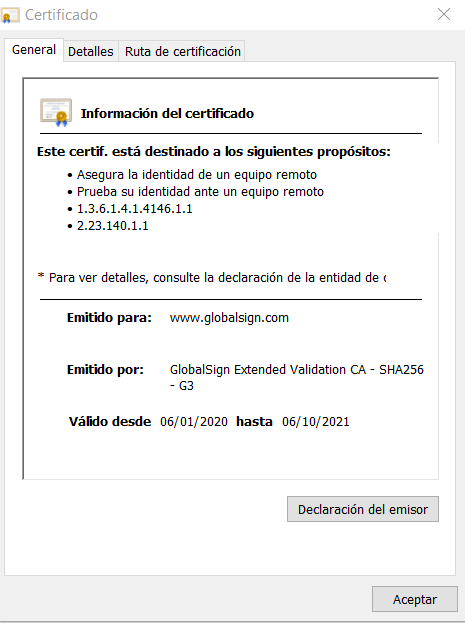 Certificado
General
Detalles
Ruta de certificación
Información del certificado
Este certif. está destinado a los siguientes propósitos:
• Asegura la identidad de un equipo remoto
• Prueba su identidad ante un equipo remoto
• 1.3.6.1.4.1.4146.1.1
• 2.23.140.1.1
* Para ver detalles, consulte la declaración de la entidad de
Emitido para: www.globalsign.com
Emitido por: GlobalSign Extended Validation CA - SHA256
- G3
Válido desde 06/01/2020 hasta 06/10/2021
Declaración del emisor
Aceptar